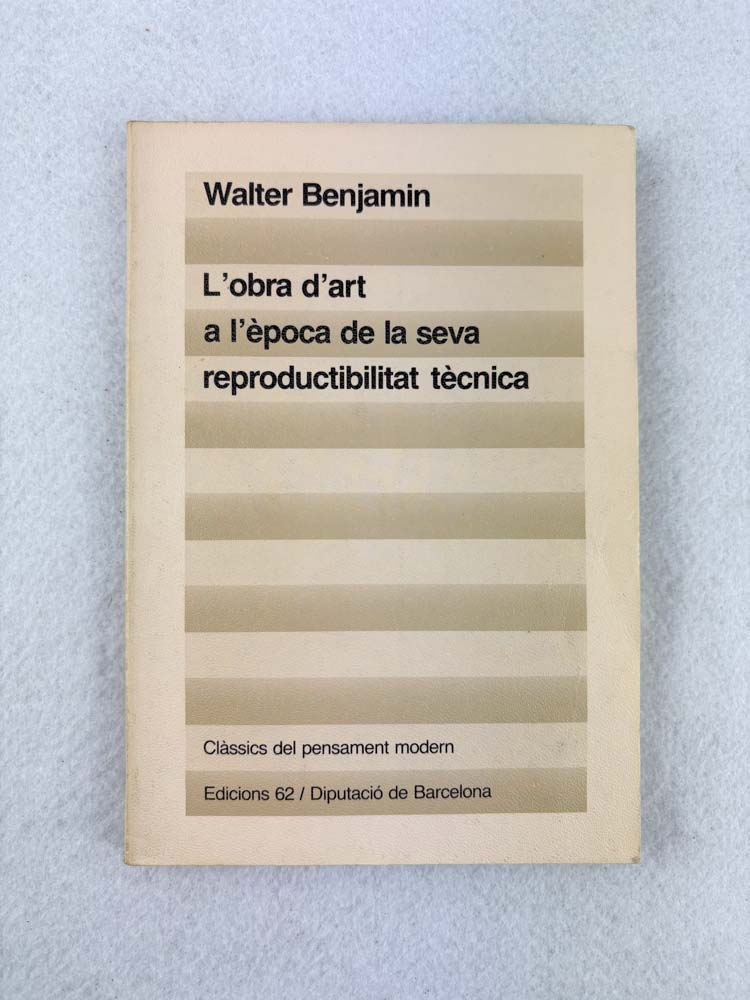 Walter Benjamin
L'obra d'art
a l'època de la seva
reproductibilitat tècnica
Clàssics del pensament modern
Edicions 62 / Diputació de Barcelona